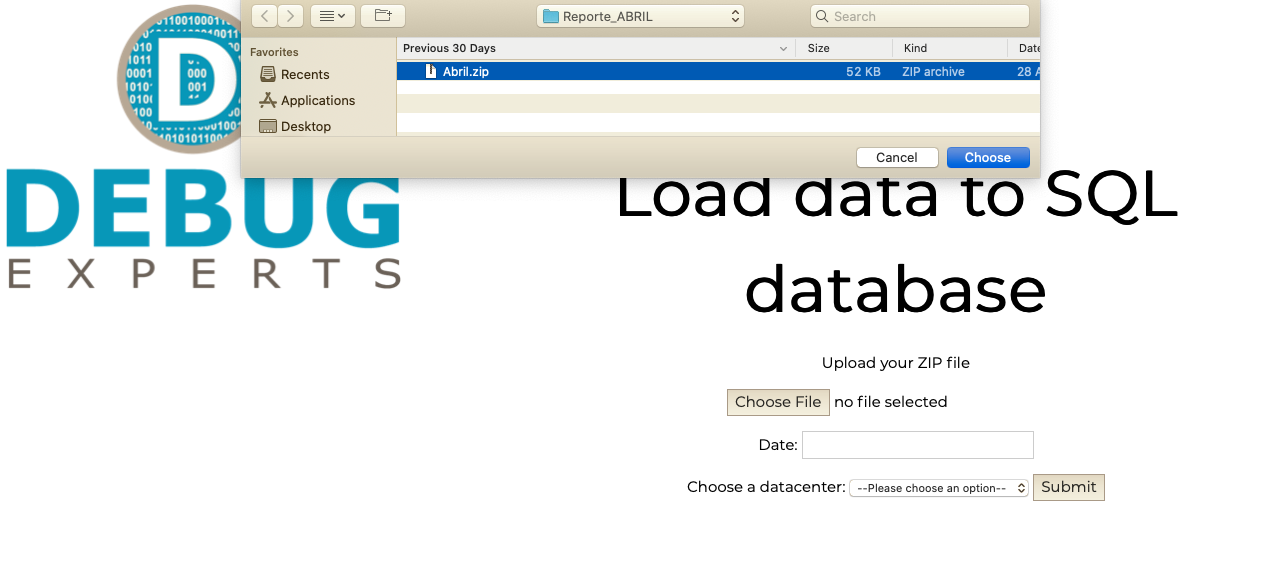 Reporte_ABRIL
Search
Favorites
Recents
Applications
Desktop
Previous 30 Days Size Kind Date
Abril.zip 52 KB ZIP archive 28 A
Cancel Choose
D
DEBUG
EXPERTS
Load data to SQL
database
Upload your ZIP file
Choose File no file selected
Date:
Choose a datacenter: --Please choose an option-- Submit